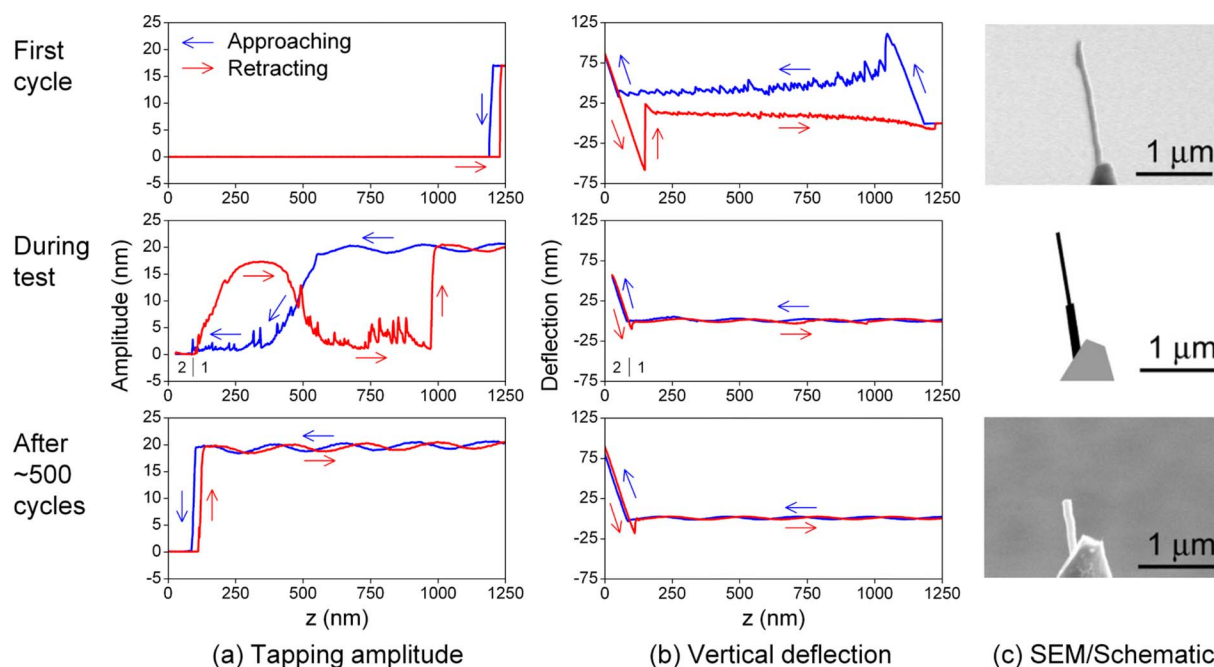 First
cycle
25
20
15
10
5
0
-5
0 250 500 750 1000 1250
Approaching
Retracting
125
75
25
-25
-75
0 250 500 750 1000 1250
1 μm
During
test
Amplitude (nm)
25
20
15
10
5
0
-5
2 | 1
0 250 500 750 1000 1250
Deflection (nm)
125
75
25
-25
-75
2 | 1
0 250 500 750 1000 1250
1 μm
After
~500
cycles
25
20
15
10
5
0
-5
0 250 500 750 1000 1250
z (nm)
125
75
25
-25
-75
0 250 500 750 1000 1250
z (nm)
1 μm
(a) Tapping amplitude
(b) Vertical deflection
(c) SEM/Schematic